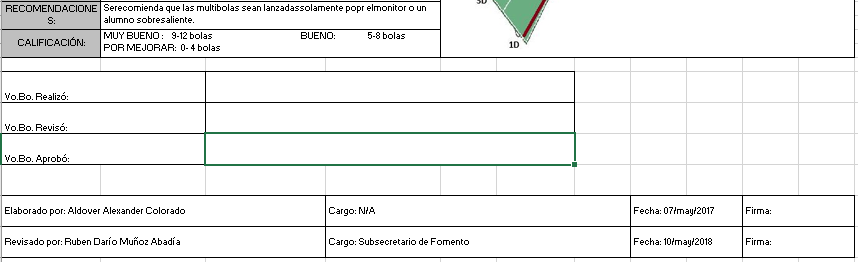 5D
RECOMENDACIONES:
Serecomienda que las multibolas sean lanzadassolamente popr elmonitor o un
alumno sobresaliente.
1D
CALIFICACIÓN:
MUY BUENO : 9-12 bolas BUENO: 5-8 bolas
POR MEJORAR: 0- 4 bolas
Vo.Bo. Realizó:
Vo.Bo. Revisó:
Vo.Bo. Aprobó:
Elaborado por: Aldover Alexander Colorado Cargo: N/A Fecha: 07/may/2017 Firma:
Revisado por: Ruben Darío Muñoz Abadía Cargo: Subsecretario de Fomento Fecha: 10/may/2018 Firma: